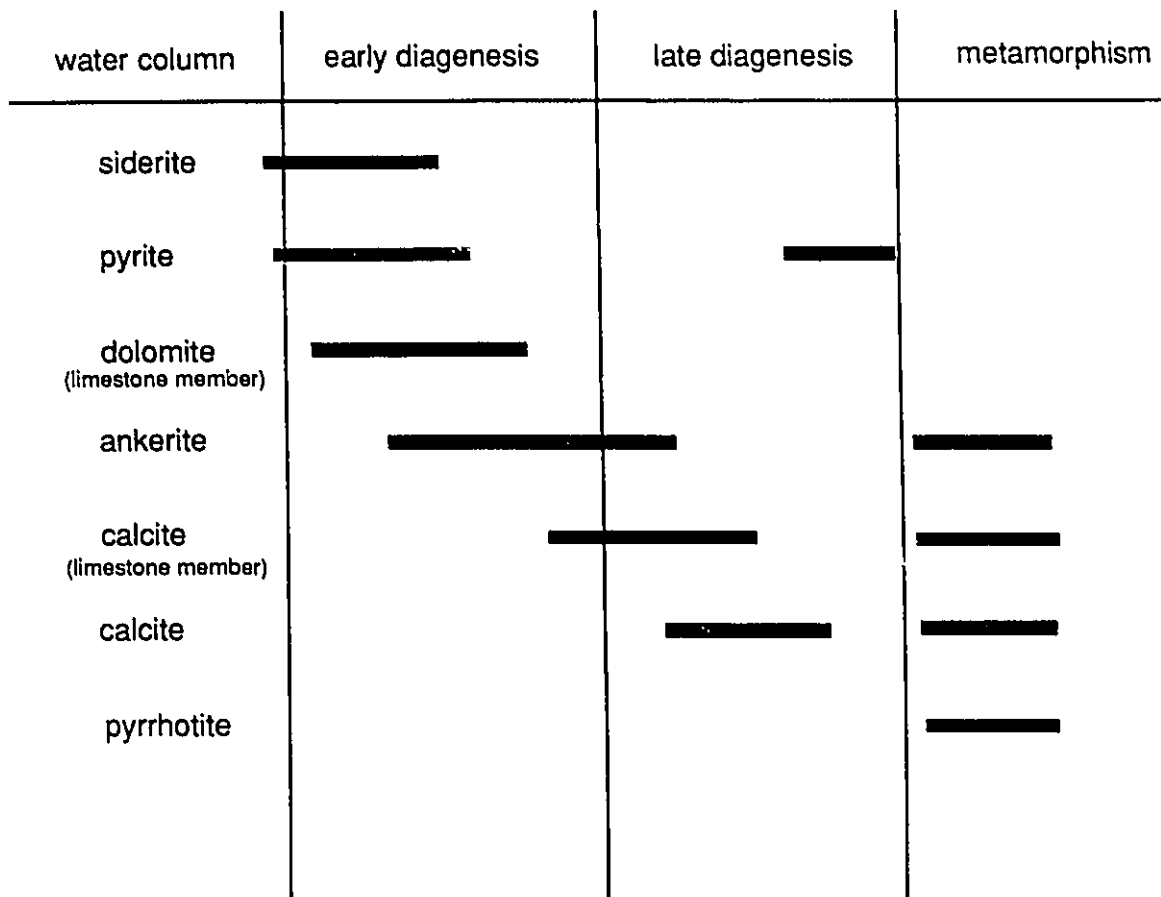 water column early diagenesis late diagenesis metamorphism
siderite
pyrite
dolomite
(limestone member)
ankerite
calcite
(limestone member)
calcite
pyrrhotite